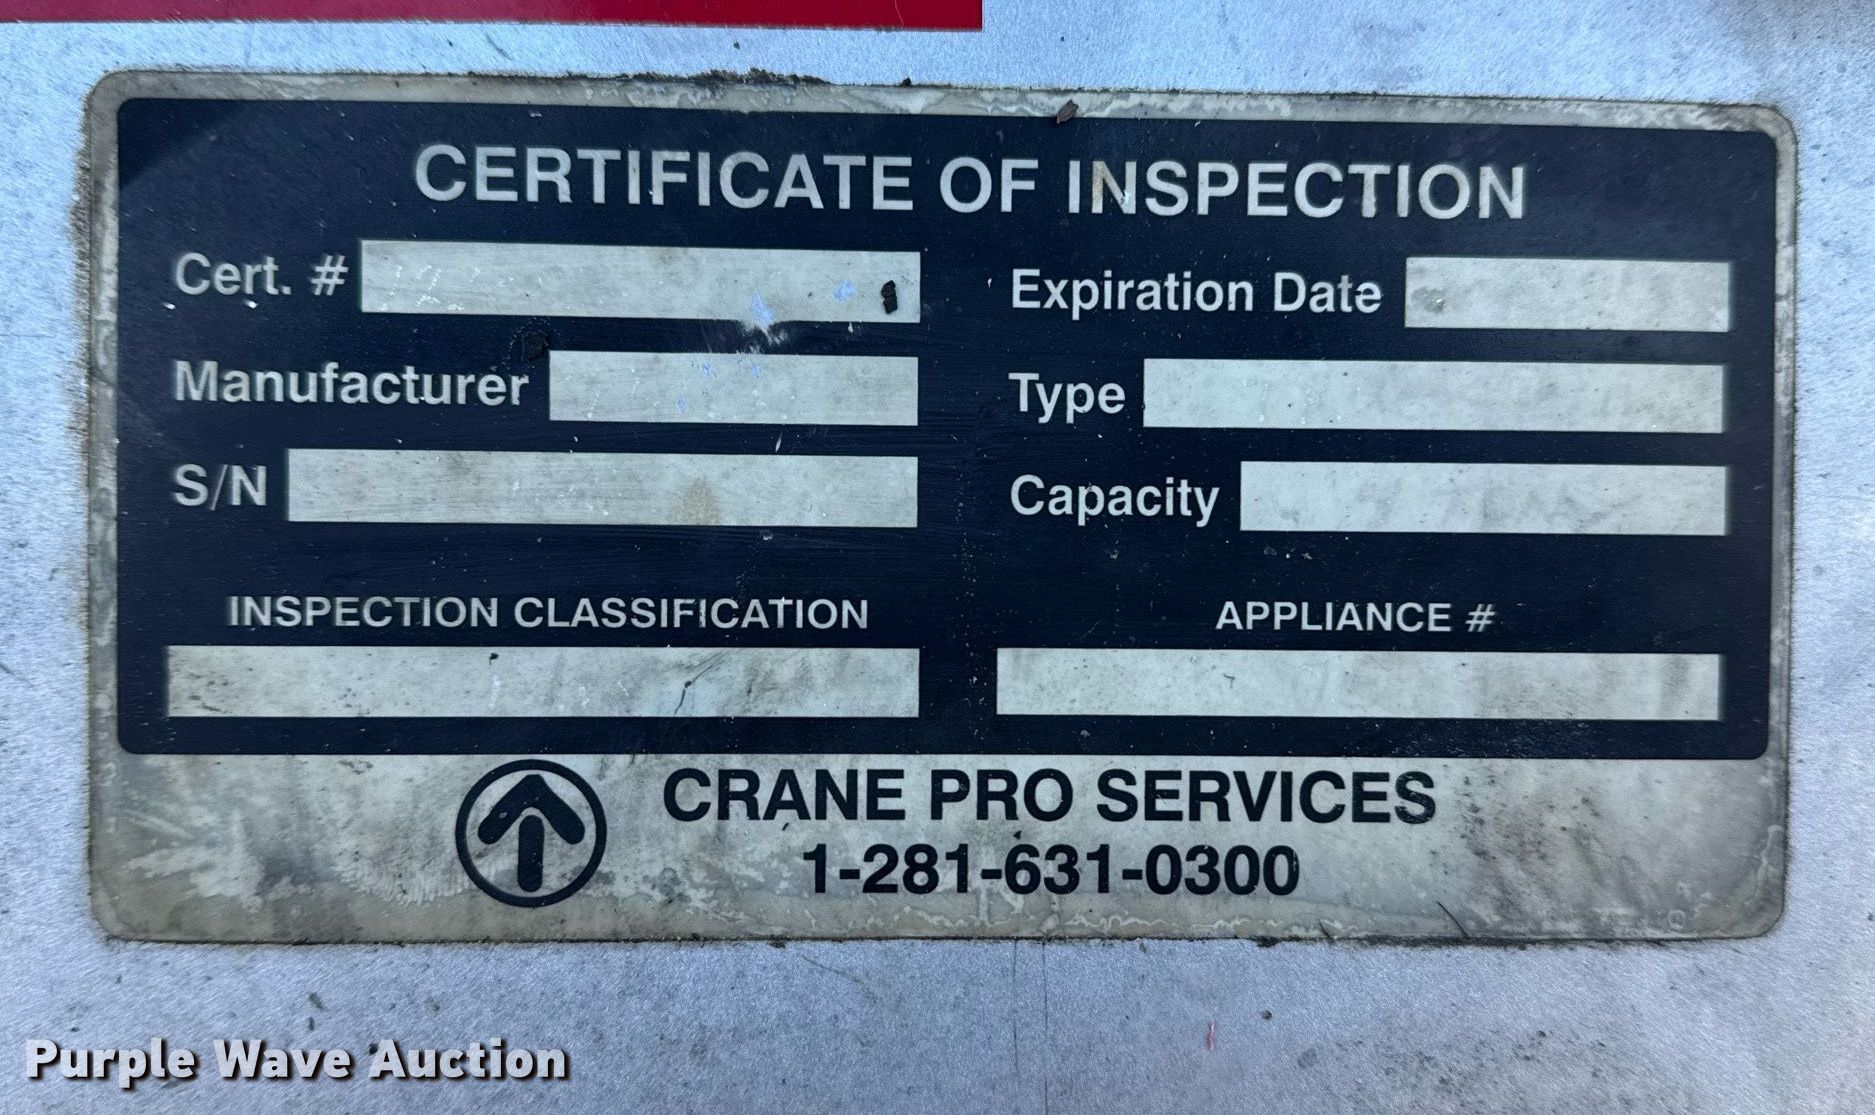 CERTIFICATE OF INSPECTION
Cert. #
Expiration Date
Manufacturer
Type
S/N
Capacity
INSPECTION CLASSIFICATION
APPLIANCE #
CRANE PRO SERVICES
1-281-631-0300
Purple Wave Auction